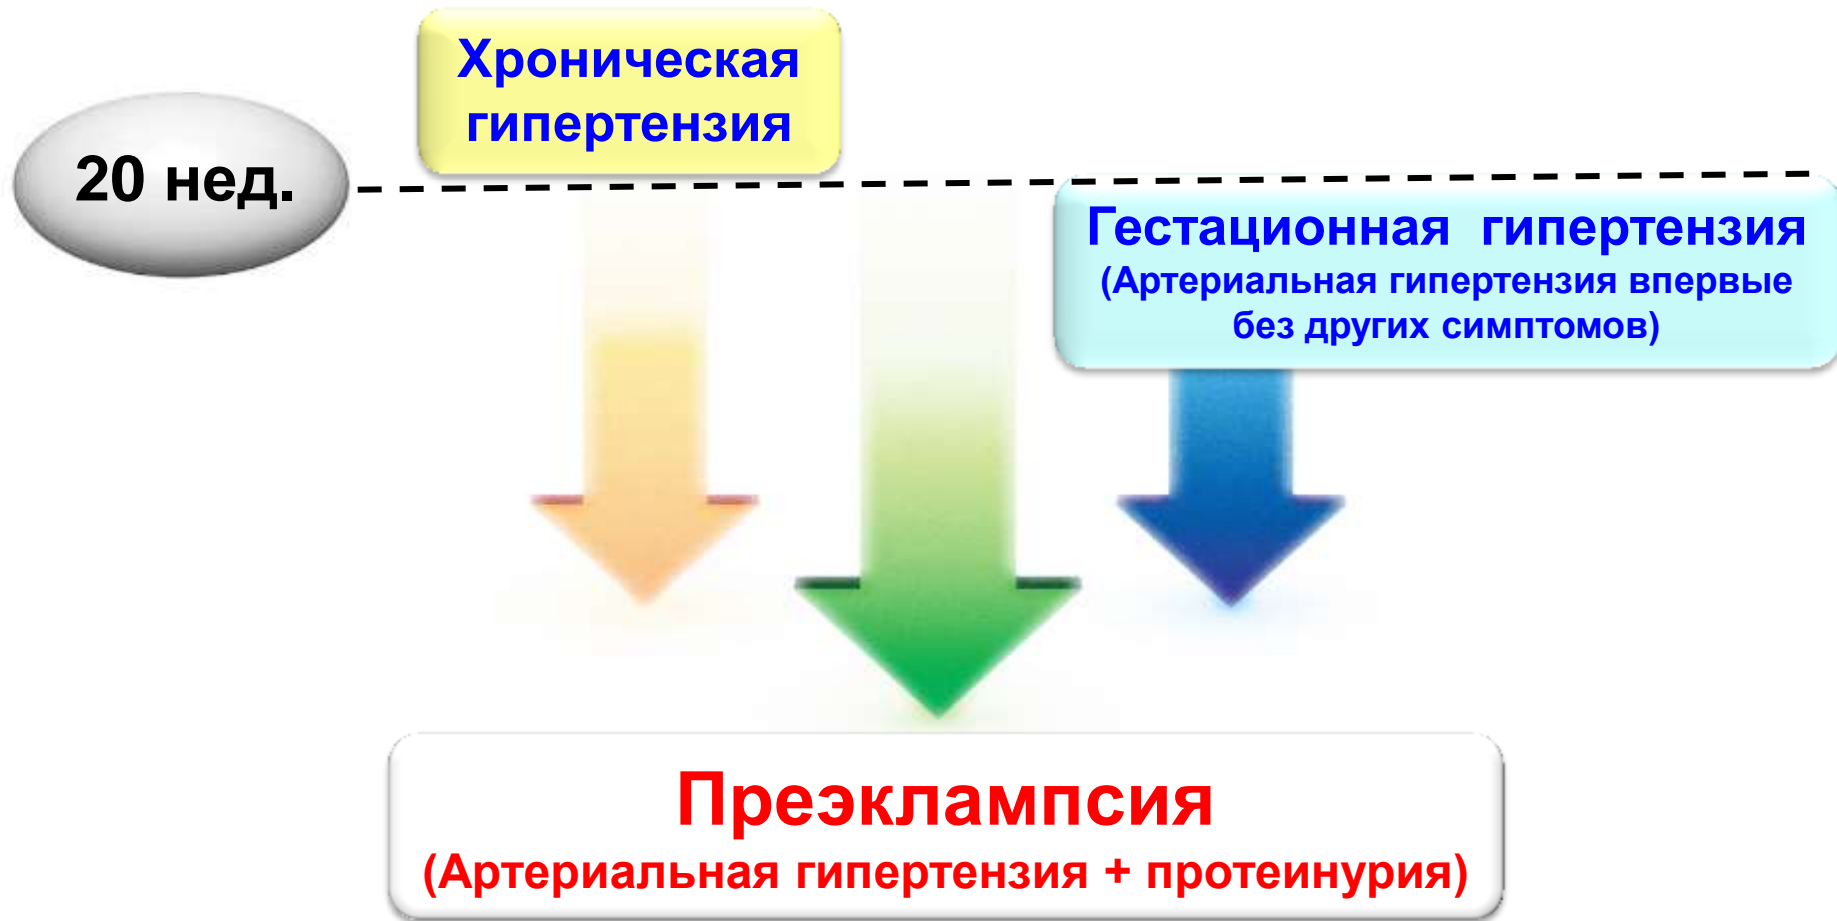 Хроническая
гипертензия
20 нед.
Гестационная гипертензия
(Артериальная гипертензия впервые
без других симптомов)
Преэклампсия
(Артериальная гипертензия + протеинурия)